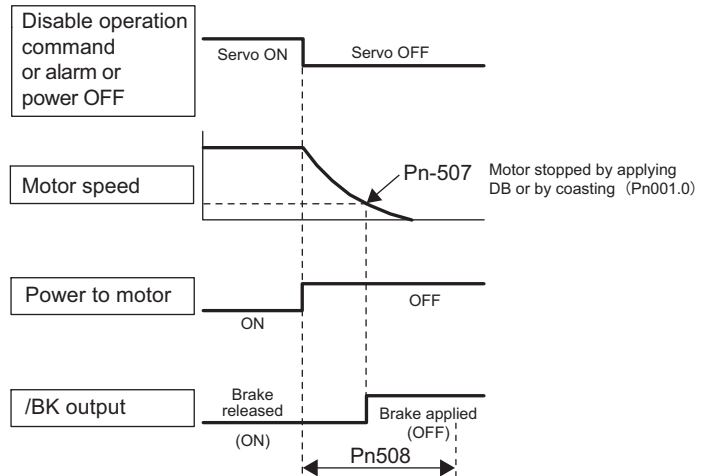 Disable operation
command
or alarm or
power OFF
Servo ON
Servo OFF
Motor speed
Pn-507
Motor stopped by applying
DB or by coasting (Pn001.0)
Power to motor
ON
OFF
/BK output
Brake
released
(ON)
Brake applied
(OFF)
Pn508